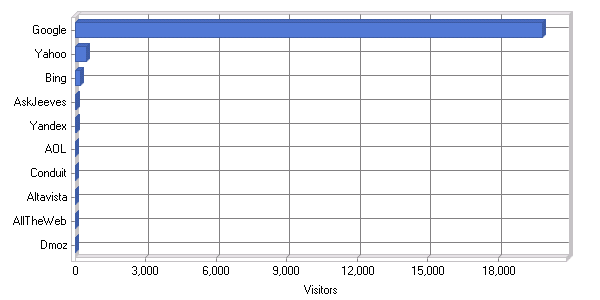 Google
Yahoo
Bing
AskJeeves
Yandex
AOL
Conduit
Altavista
AllTheWeb
Dmoz
0 3,000 6,000 9,000 12,000 15,000 18,000
Visitors